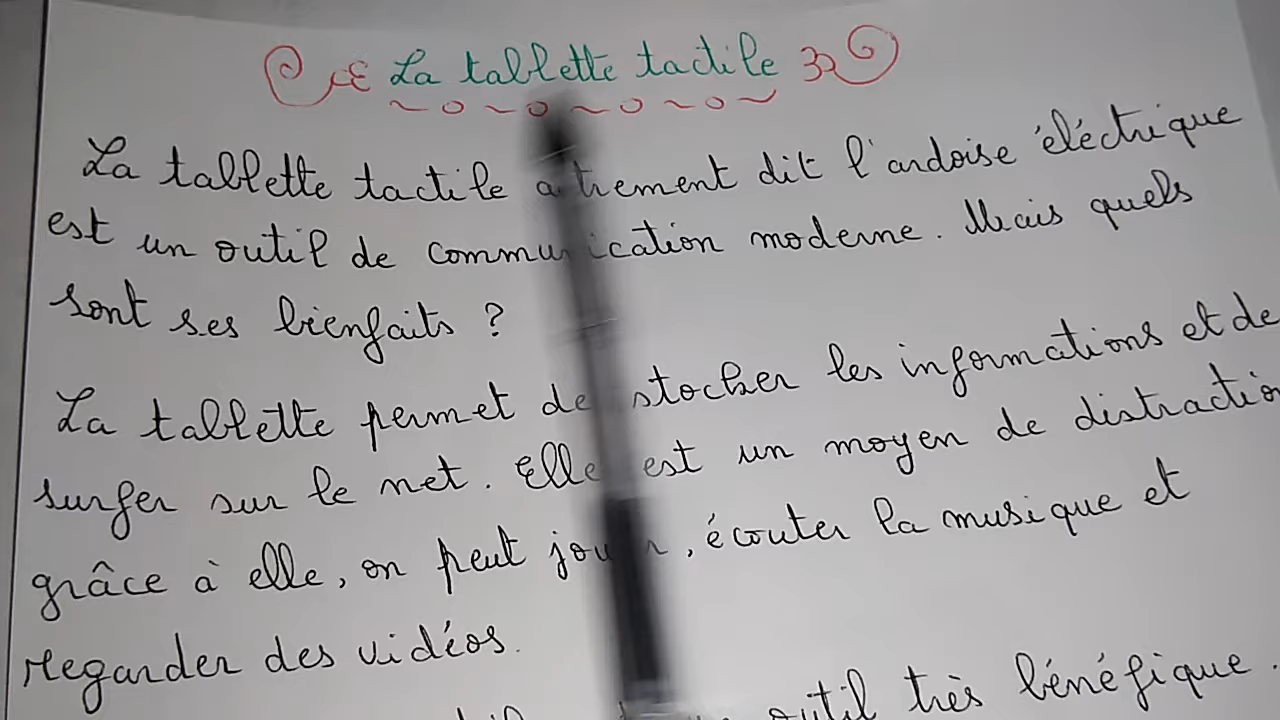 La tablette tactile
La tablette tactile dit l'ardoise éléctrique
est un outil de communication moderne. Mais quels
sont ses bienfaits ?
La tablette permet de stocker les informations et de
surfer sur le net. Elle est un moyen de distraction
grâce à elle, on peut jouer, écouter la musique et
regarder des vidéos.
outil très bénéfique.